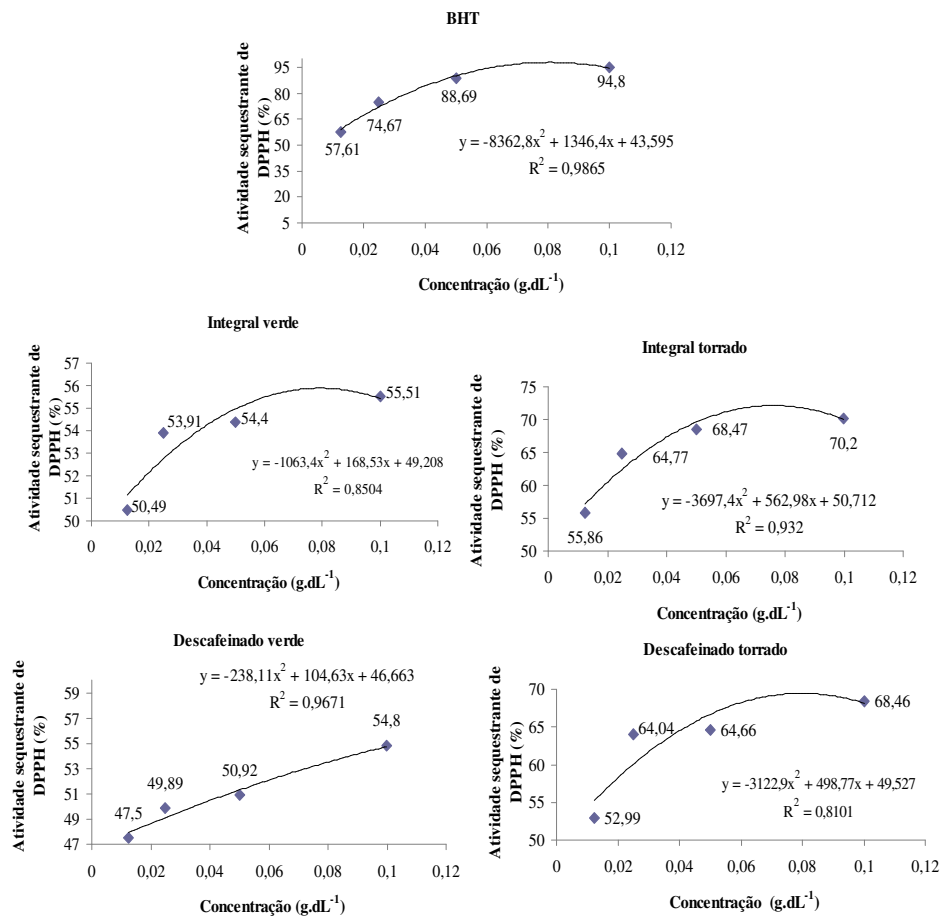 BHT
Atividade sequestrante de
DPPH (%)
95
80
65
50
35
20
5
57,61
74,67
88,69
94,8
y = -8362,8x² + 1346,4x + 43,595
R² = 0,9865
0
0,02
0,04
0,06
0,08
0,1
0,12
Concentração (g.dL⁻¹)
Integral verde
Atividade sequestrante de
DPPH (%)
57
56
55
54
53
52
51
50
50,49
53,91
54,4
55,51
y = -1063,4x² + 168,53x + 49,208
R² = 0,8504
0
0,02
0,04
0,06
0,08
0,1
0,12
Concentração (g.dL⁻¹)
Integral torrado
Atividade sequestrante de
DPPH (%)
75
70
65
60
55
50
55,86
64,77
68,47
70,2
y = -3697,4x² + 562,98x + 50,712
R² = 0,932
0
0,02
0,04
0,06
0,08
0,1
0,12
Concentração (g.dL⁻¹)
Descafeinado verde
Atividade sequestrante de
DPPH (%)
y = -238,11x² + 104,63x + 46,663
R² = 0,9671
59
57
55
53
51
49
47
47,5
49,89
50,92
54,8
0
0,02
0,04
0,06
0,08
0,1
0,12
Concentração (g.dL⁻¹)
Descafeinado torrado
Atividade sequestrante de
DPPH (%)
70
65
60
55
50
52,99
64,04
64,66
68,46
y = -3122,9x² + 498,77x + 49,527
R² = 0,8101
0
0,02
0,04
0,06
0,08
0,1
0,12
Concentração (g.dL⁻¹)